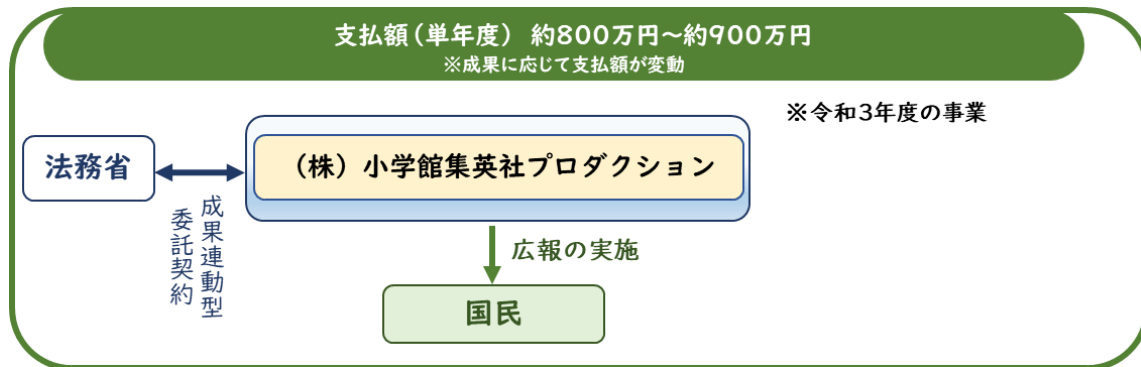 支払額（単年度） 約800万円～約900万円
※成果に応じて支払額が変動
※令和3年度の事業
法務省
（株）小学館集英社プロダクション
成果連動型
委託契約
広報の実施
国民